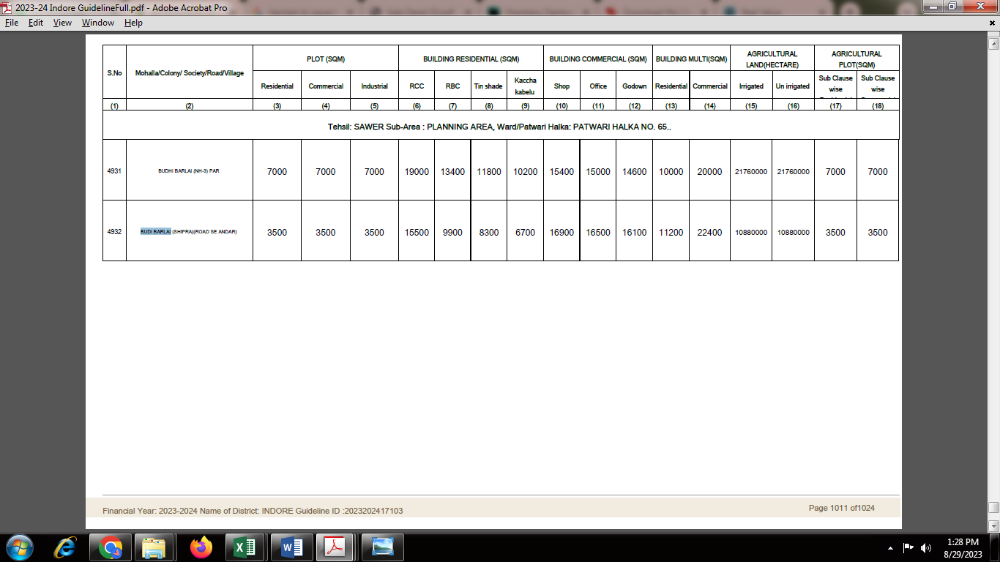 2023-24 Indore GuidelineFull.pdf - Adobe Acrobat Pro
File Edit View Window Help
S.No Mohalla/Colony/ Society/Road/Village PLOT (SQM) BUILDING RESIDENTIAL (SQM) BUILDING COMMERCIAL (SQM) BUILDING MULTI(SQM) AGRICULTURAL LAND(HECTARE) AGRICULTURAL PLOT(SQM)
Residential Commercial Industrial RCC RBC Tin shade Kaccha kabelu Shop Office Godown Residential Commercial Irrigated Un irrigated Sub Clause wise Sub Clause wise
(1) (2) (3) (4) (5) (6) (7) (8) (9) (10) (11) (12) (13) (14) (15) (16) (17) (18)
Tehsil: SAWER Sub-Area : PLANNING AREA, Ward/Patwari Halka: PATWARI HALKA NO. 65..
4931 BUDHI BARLAI (NH-3) PAR 7000 7000 7000 19000 13400 11800 10200 15400 15000 14600 10000 20000 21760000 21760000 7000 7000
4932 BUDI BARLAI (SHIPRA)(ROAD SE ANDAR) 3500 3500 3500 15500 9900 8300 6700 16900 16500 16100 11200 22400 10880000 10880000 3500 3500
Financial Year: 2023-2024 Name of District: INDORE Guideline ID :2023202417103
Page 1011 of1024
1:28 PM
8/29/2023